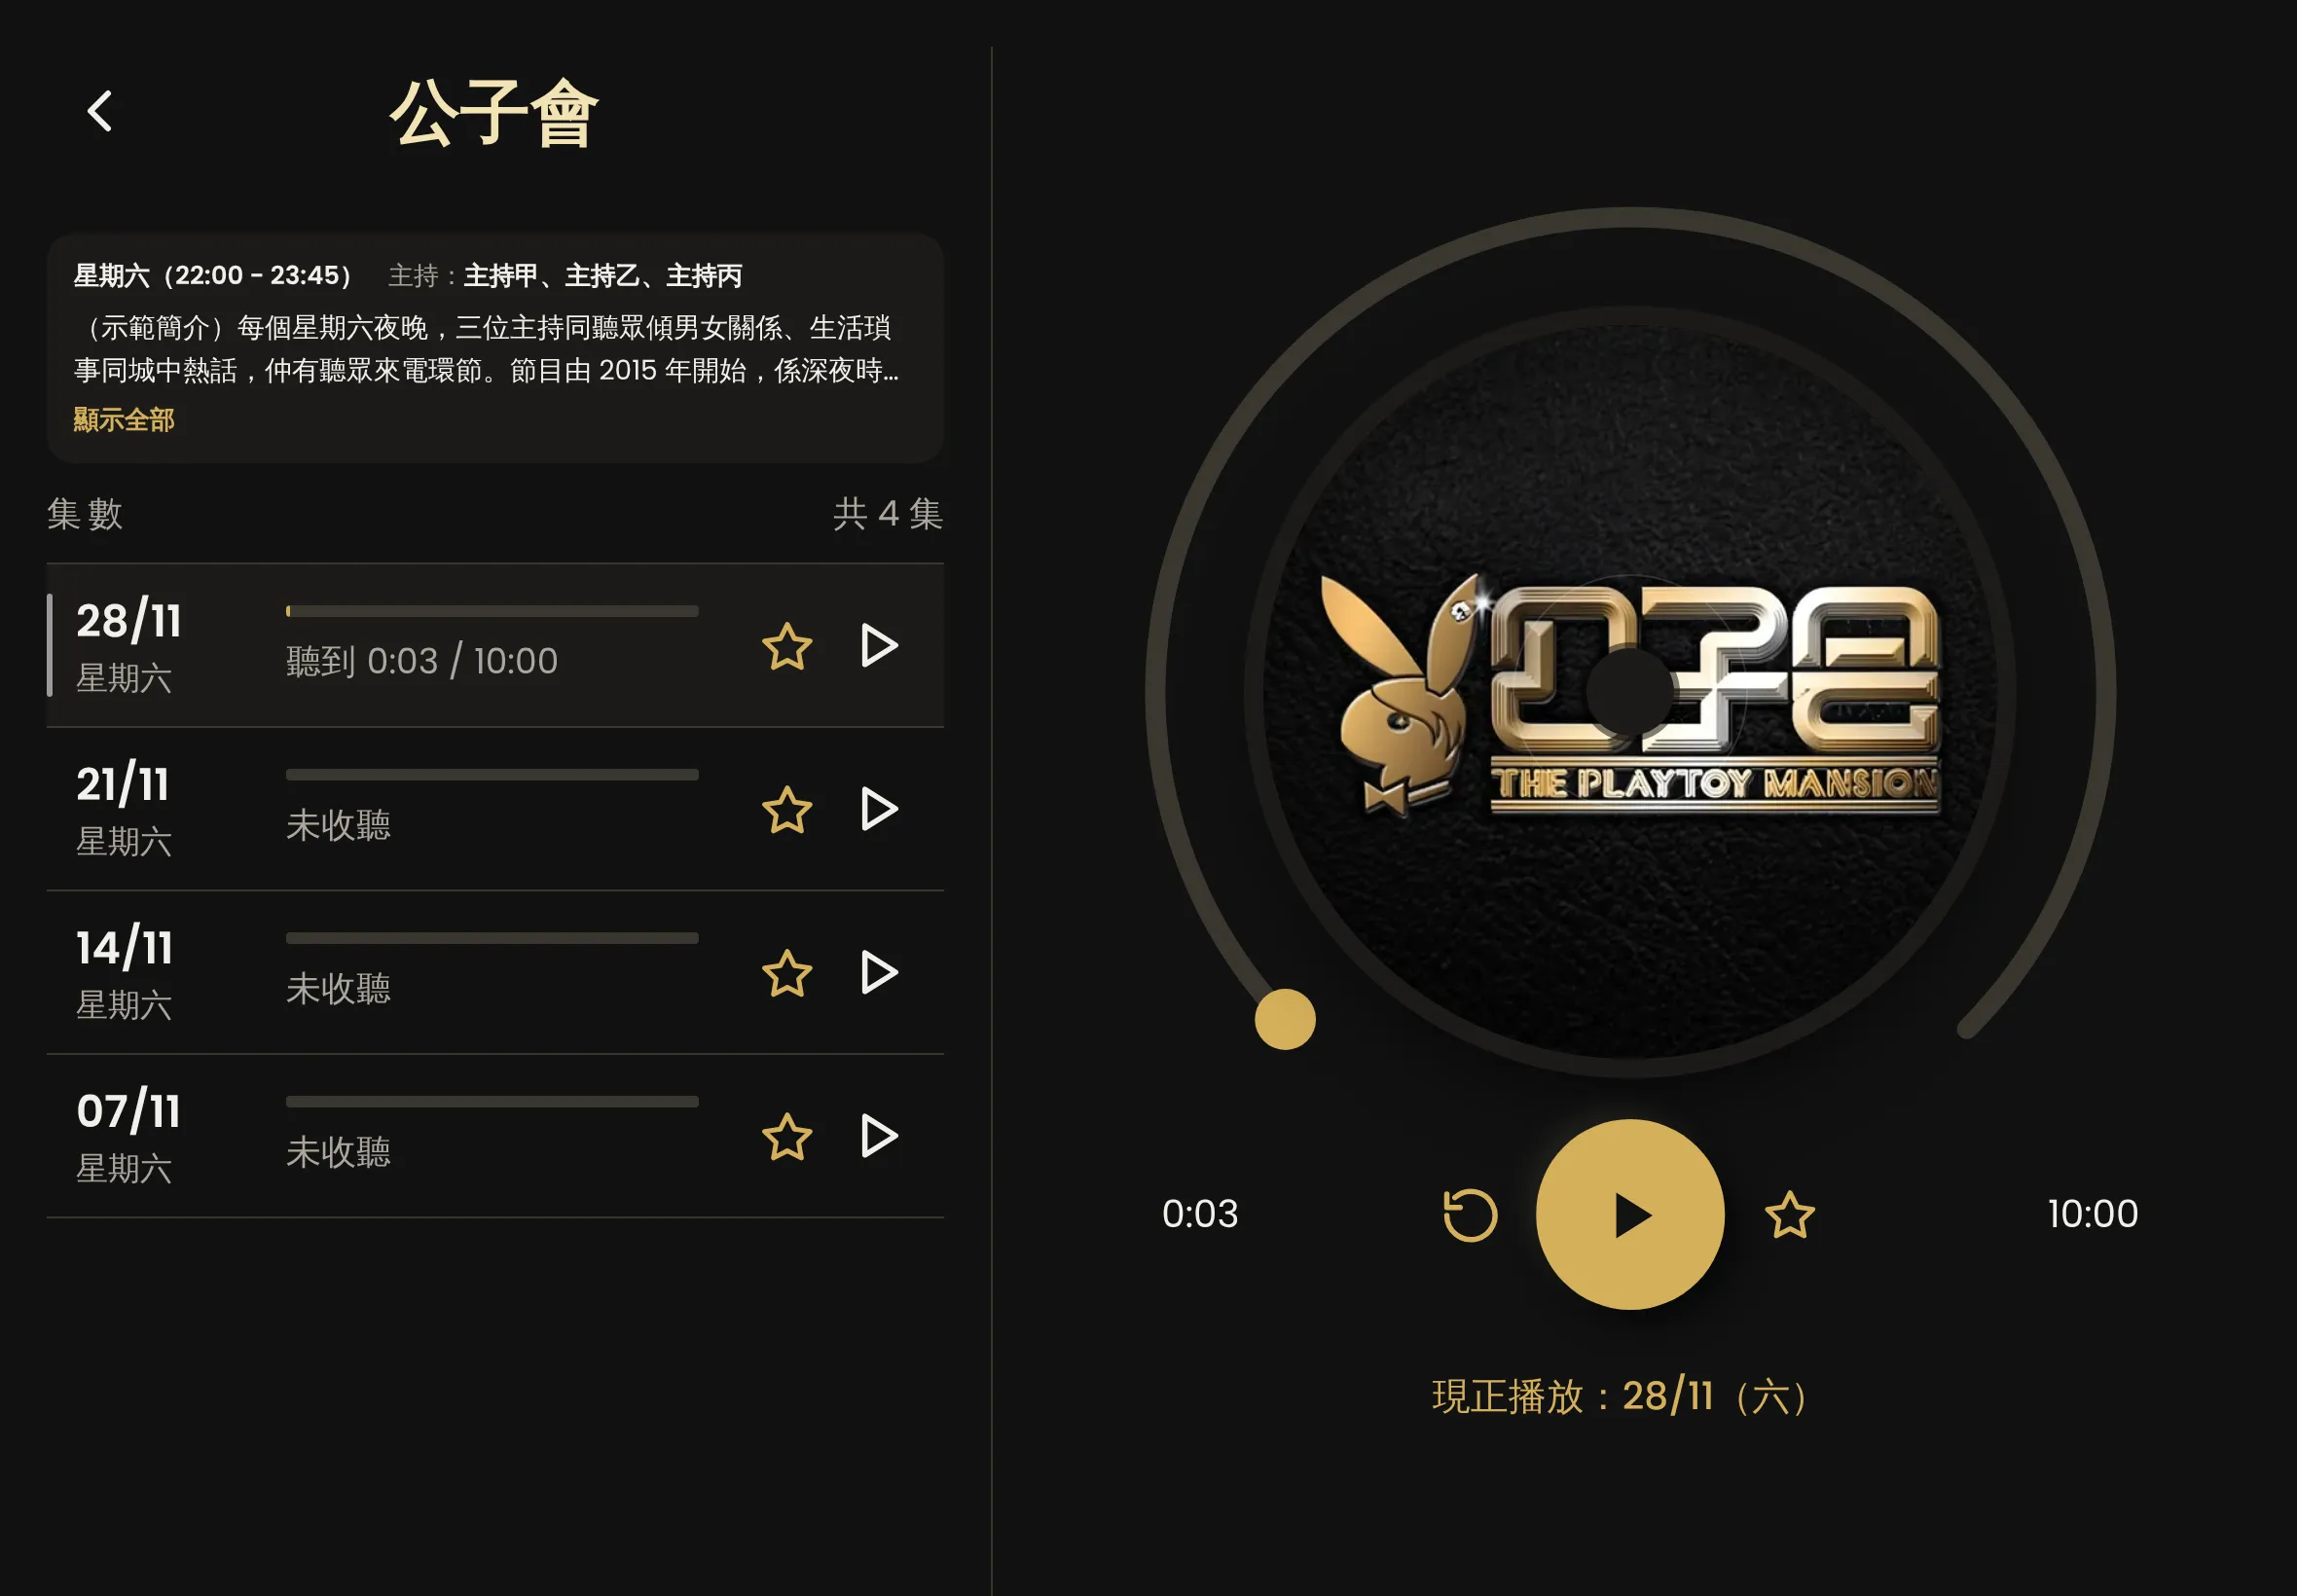 公子會
星期六（22:00 - 23:45） 主持：主持甲、主持乙、主持丙
（示範簡介）每個星期六夜晚，三位主持同聽眾傾男女關係、生活瑣
事同城中熱話，仲有聽眾來電環節。節目由 2015 年開始，係深夜時...
顯示全部
集數 共 4 集
28/11
星期六
聽到 0:03 / 10:00
21/11
星期六
未收聽
14/11
星期六
未收聽
07/11
星期六
未收聽
THE PLAYTOY MANSION
0:03 10:00
現正播放：28/11（六）